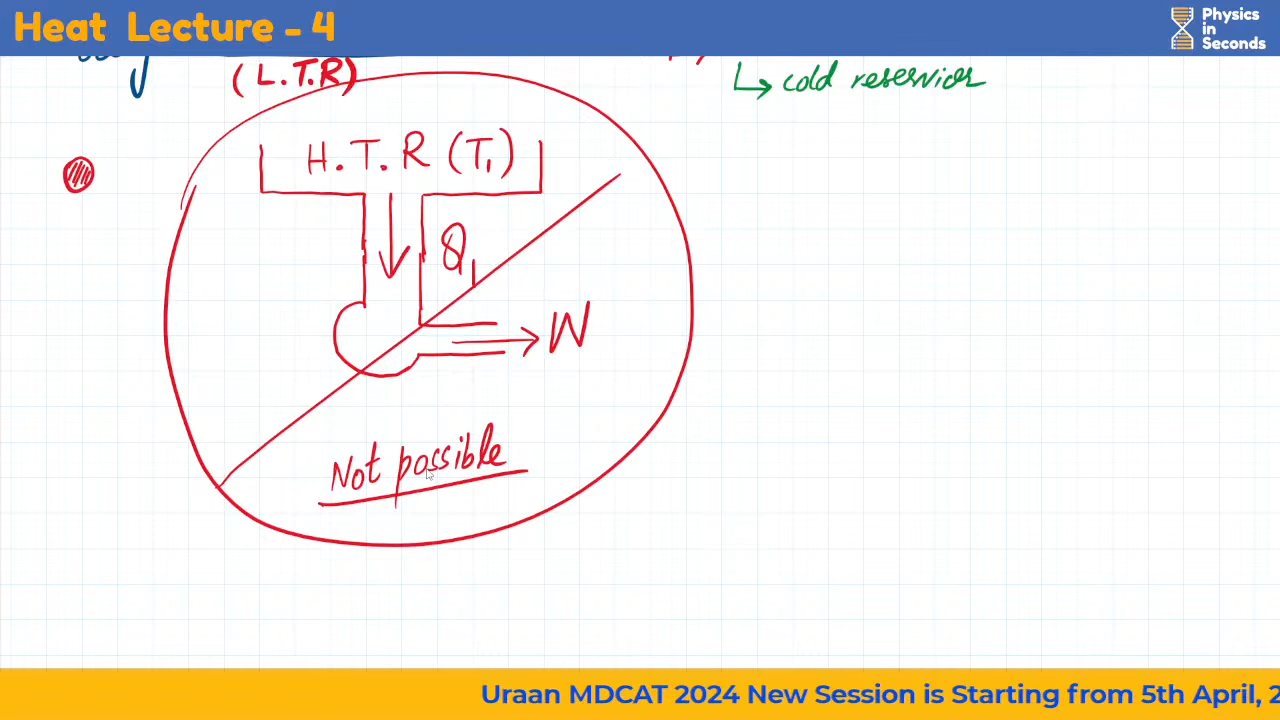 Heat Lecture - 4
Physics
in
Seconds
(L.T.R)
↳ cold reservior
H.T.R (T₁)
Q₁
W
Not possible
Uraan MDCAT 2024 New Session is Starting from 5th April, 2